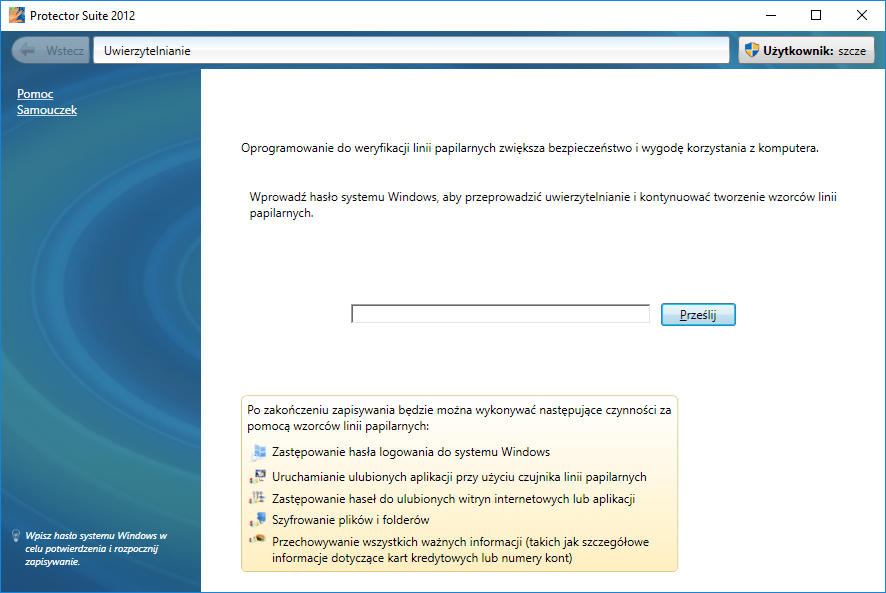 Protector Suite 2012
Wstecz
Uwierzytelnianie
Użytkownik: szcze
Pomoc
Samouczek
Oprogramowanie do weryfikacji linii papilarnych zwiększa bezpieczeństwo i wygodę korzystania z komputera.
Wprowadź hasło systemu Windows, aby przeprowadzić uwierzytelnianie i kontynuować tworzenie wzorców linii
papilarnych.
Prześlij
Po zakończeniu zapisywania będzie można wykonywać następujące czynności za
pomocą wzorców linii papilarnych:
Zastępowanie hasła logowania do systemu Windows
Uruchamianie ulubionych aplikacji przy użyciu czujnika linii papilarnych
Zastępowanie haseł do ulubionych witryn internetowych lub aplikacji
Szyfrowanie plików i folderów
Przechowywanie wszystkich ważnych informacji (takich jak szczegółowe
informacje dotyczące kart kredytowych lub numery kont)
Wpisz hasło systemu Windows w
celu potwierdzenia i rozpocznij
zapisywanie.